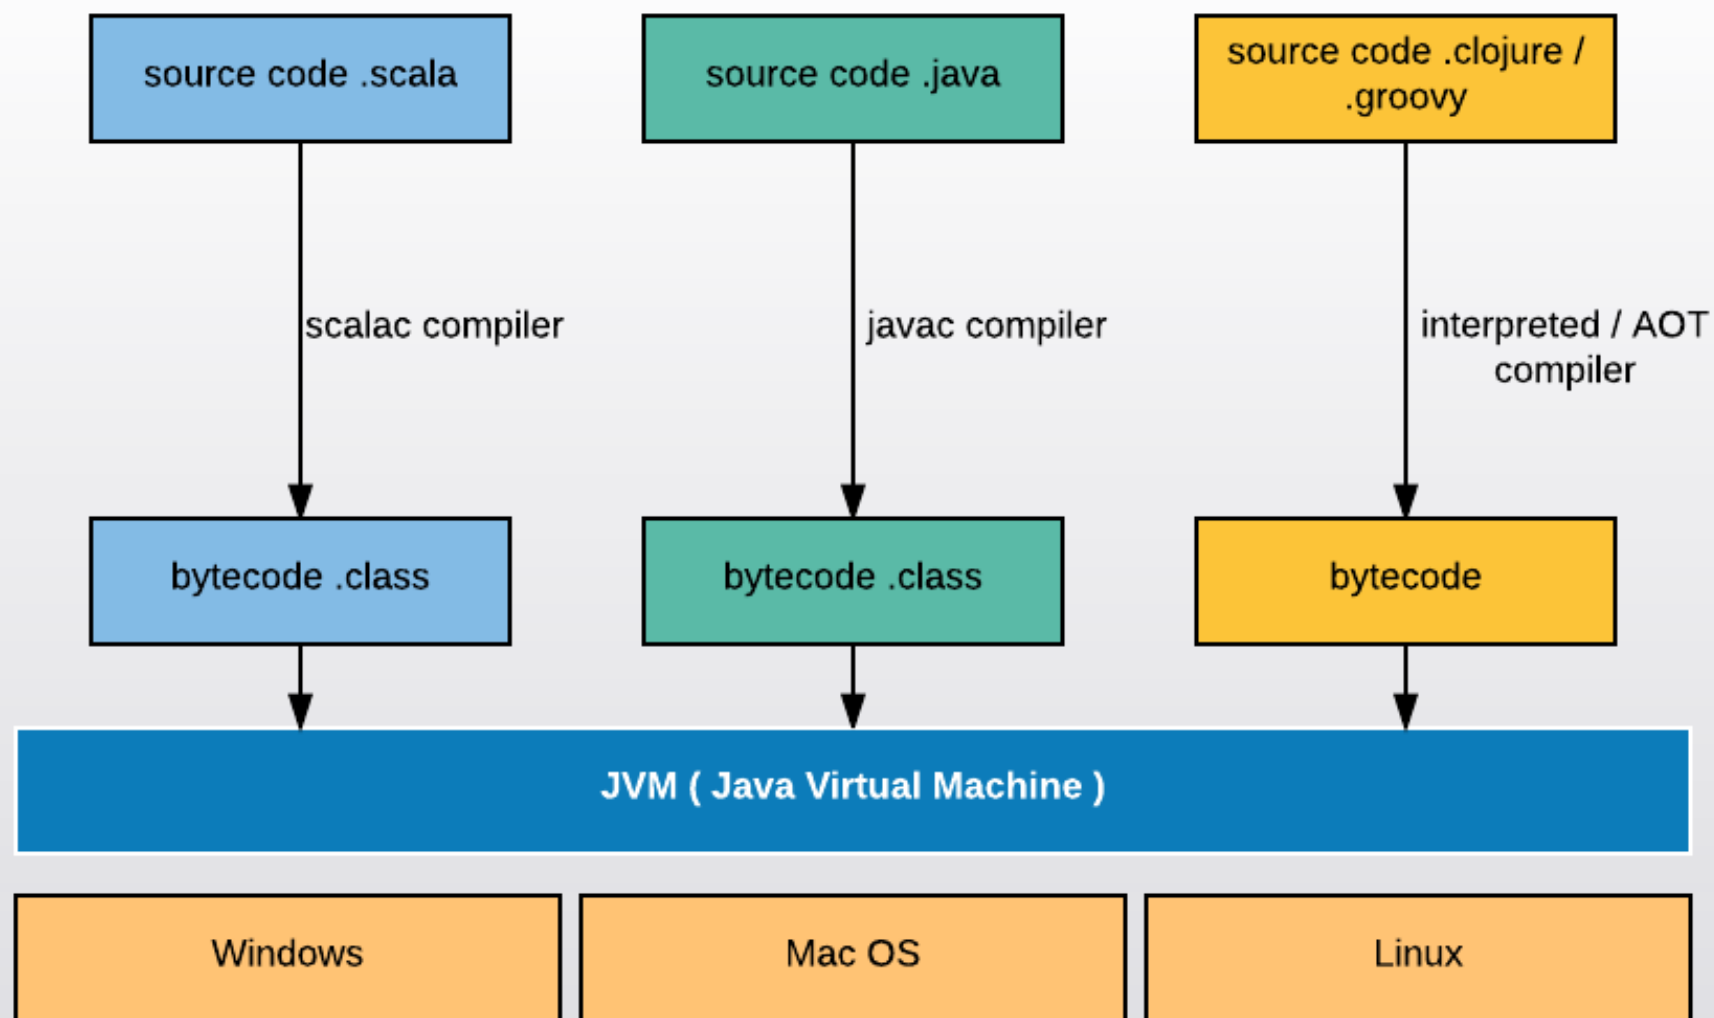 source code .scala
source code .java
source code .clojure /
.groovy
scalac compiler
javac compiler
interpreted / AOT
compiler
bytecode .class
bytecode .class
bytecode
JVM ( Java Virtual Machine )
Windows
Mac OS
Linux